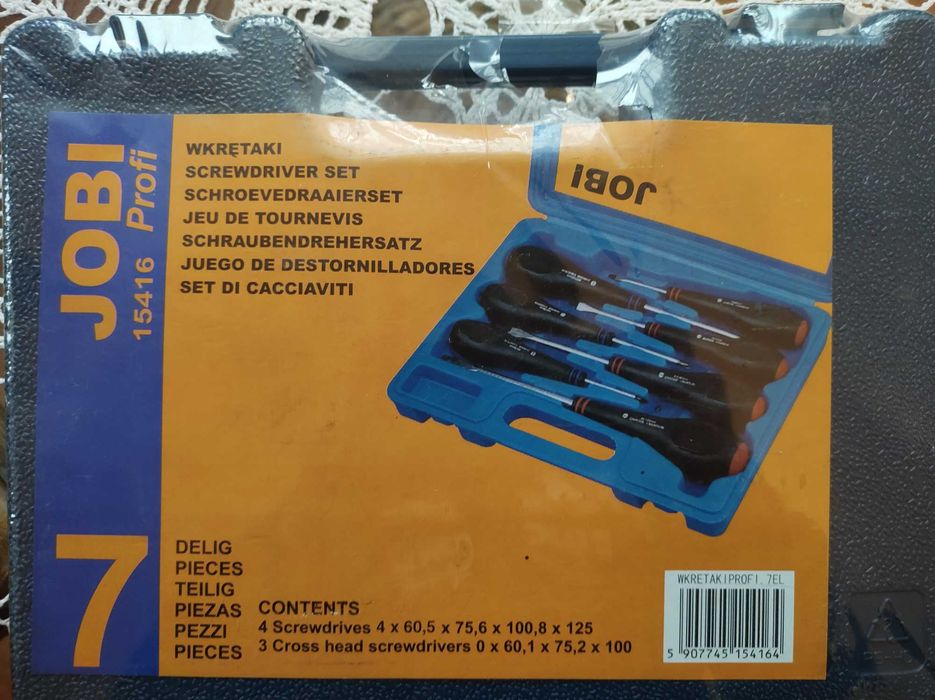 JOBI
15416 Profi
WKRĘTAKI
SCREWDRIVER SET
SCHROEVEDRAAIERSET
JEU DE TOURNEVIS
SCHRAUBENDREHERSATZ
JUEGO DE DESTORNILLADORES
SET DI CACCIAVITI
JOBI
7
DELIG
PIECES
TEILIG
PIEZAS
PEZZI
PIECES
CONTENTS
4 Screwdrives 4 x 60,5 x 75,6 x 100,8 x 125
3 Cross head screwdrivers 0 x 60,1 x 75,2 x 100
WKRETAKIPROFI.7EL
5 907745 154164